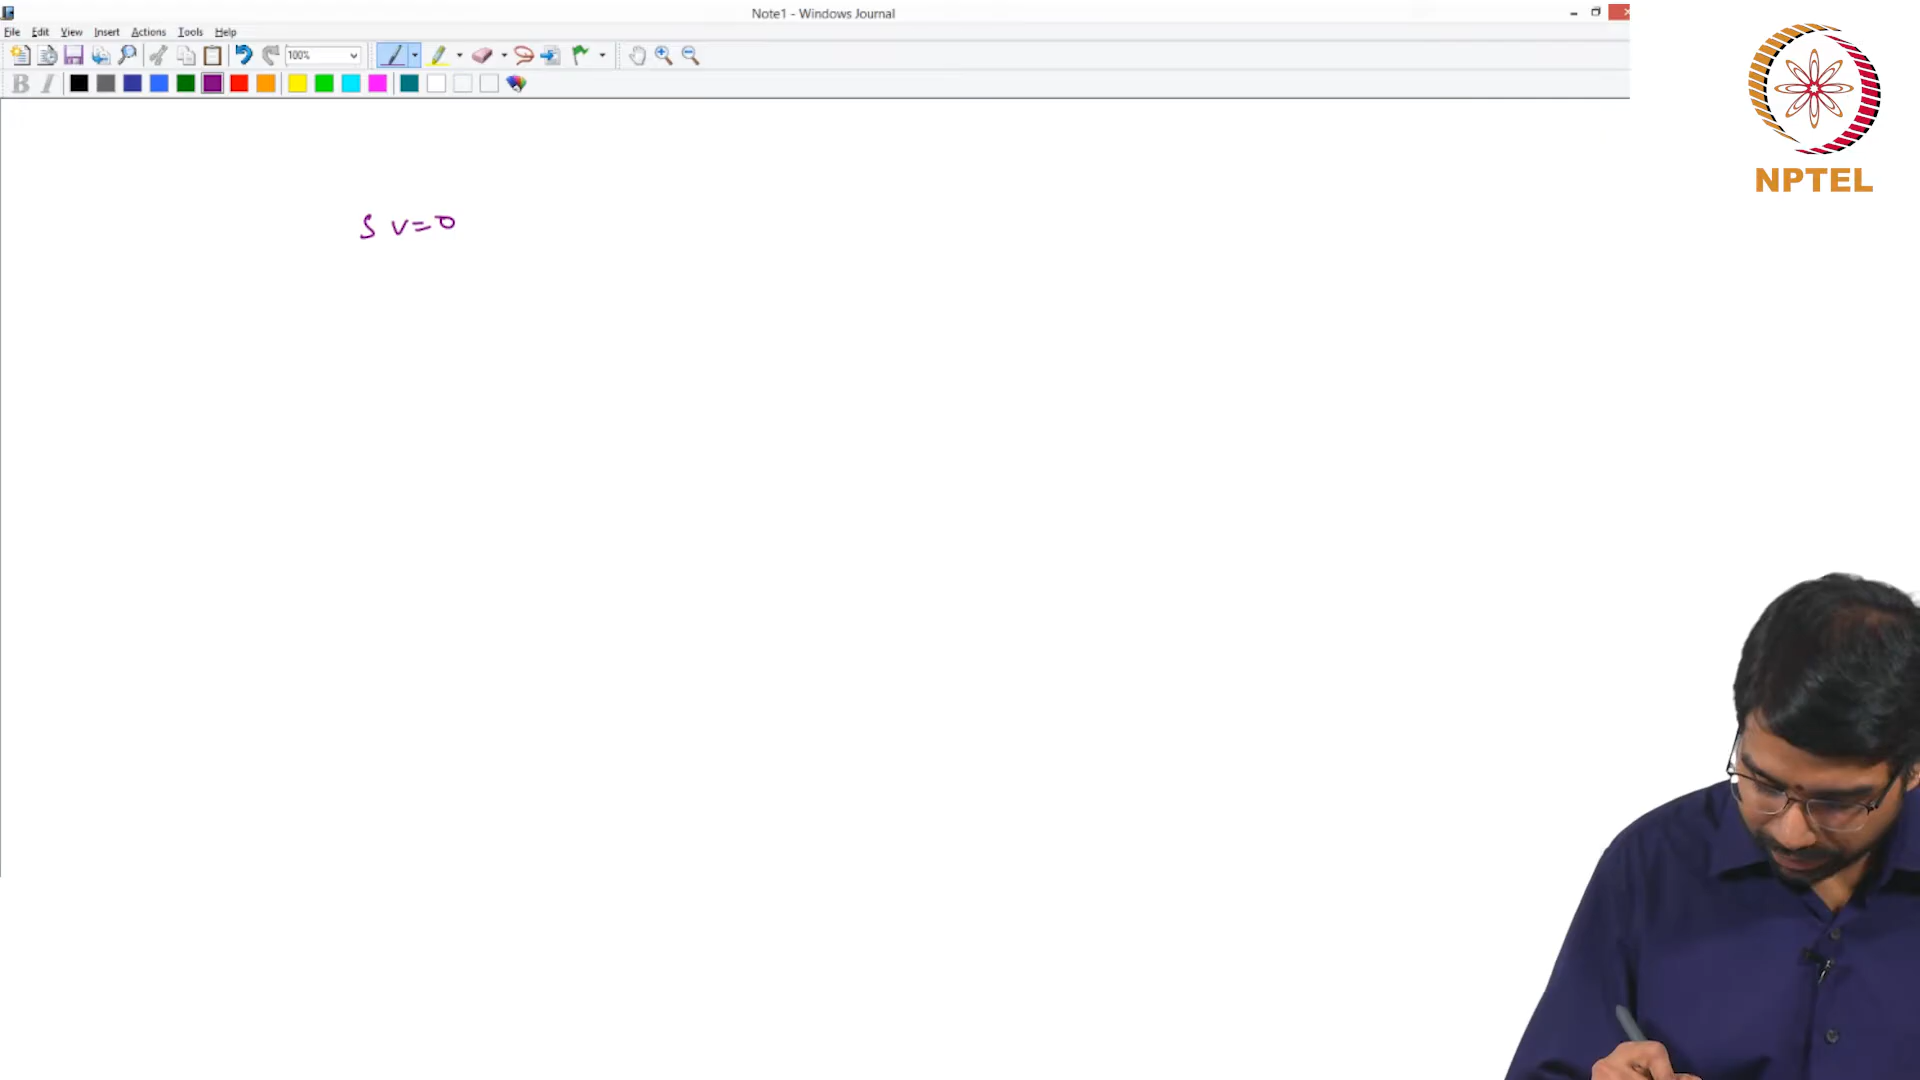 Note1 - Windows Journal
File Edit View Insert Actions Tools Help
100%
B I
S v=0
NPTEL